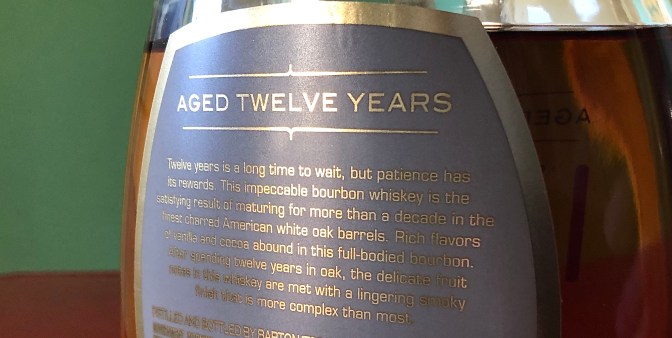 AGED TWELVE YEARS
Twelve years is a long time to wait, but patience has
its rewards. This impeccable bourbon whiskey is the
satisfying result of maturing for more than a decade in the
finest charred American white oak barrels. Rich flavors
of vanilla and cocoa abound in this full-bodied bourbon.
After spending twelve years in oak, the delicate fruit
notes in this whiskey are met with a lingering smoky
finish that is more complex than most.
DISTILLED AND BOTTLED BY BARTON
AGED